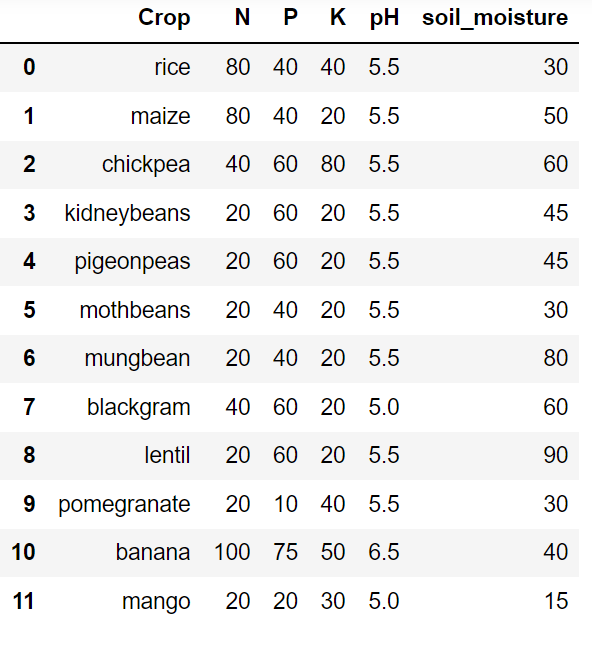 Crop N P K pH soil_moisture
0 rice 80 40 40 5.5 30
1 maize 80 40 20 5.5 50
2 chickpea 40 60 80 5.5 60
3 kidneybeans 20 60 20 5.5 45
4 pigeonpeas 20 60 20 5.5 45
5 mothbeans 20 40 20 5.5 30
6 mungbean 20 40 20 5.5 80
7 blackgram 40 60 20 5.0 60
8 lentil 20 60 20 5.5 90
9 pomegranate 20 10 40 5.5 30
10 banana 100 75 50 6.5 40
11 mango 20 20 30 5.0 15